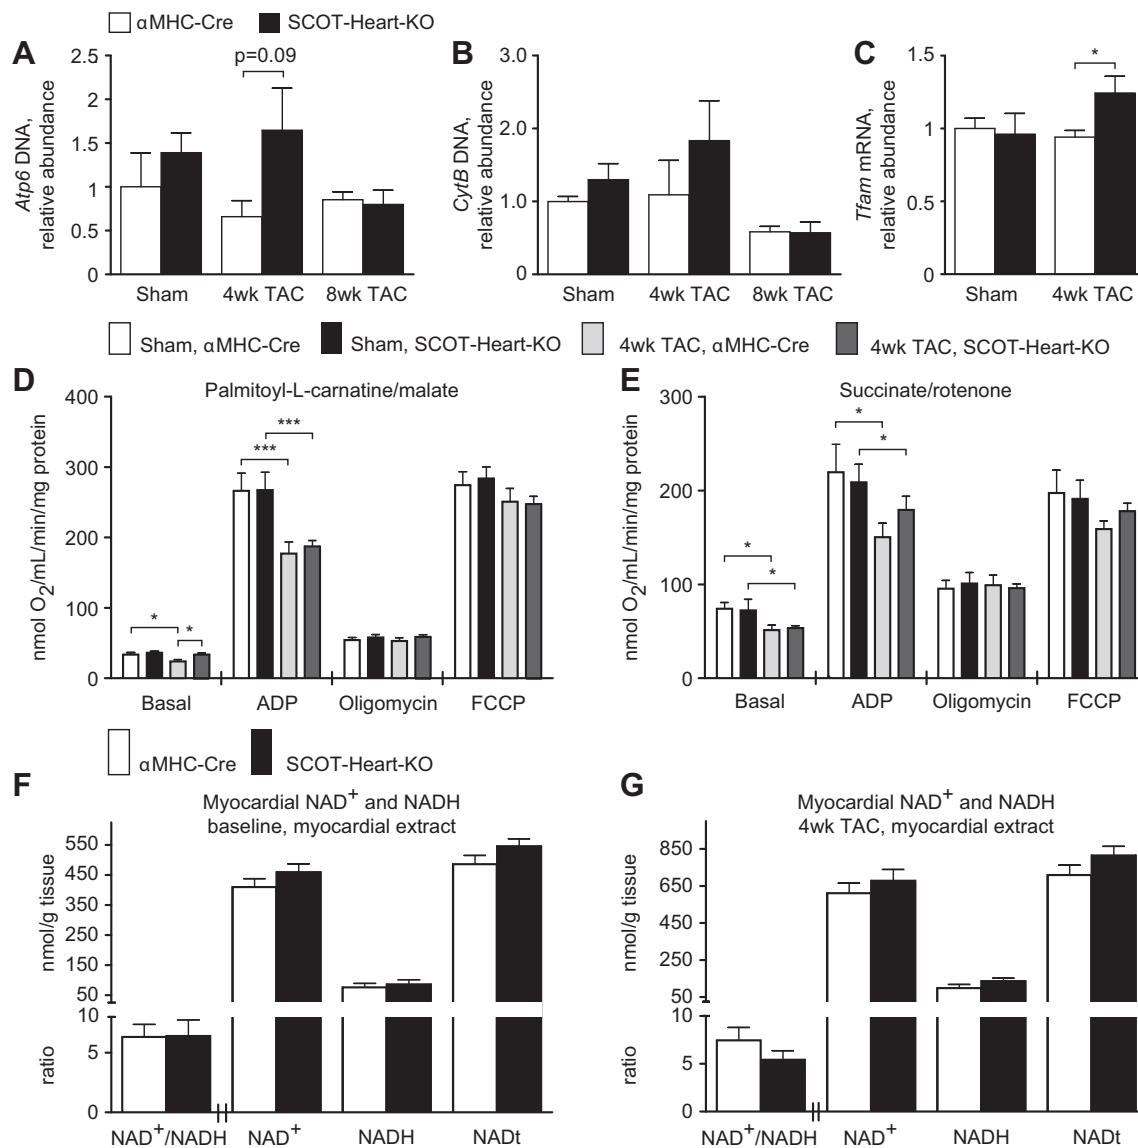 αMHC-Cre SCOT-Heart-KO
A
Atp6 DNA,
relative abundance
2.5
2
1.5
1
0.5
0
p=0.09
Sham 4wk TAC 8wk TAC
B
CytB DNA,
relative abundance
3.0
2.0
1.0
0.0
Sham 4wk TAC 8wk TAC
C
Tfam mRNA,
relative abundance
1.5
1
0.5
0
*
Sham 4wk TAC
Sham, αMHC-Cre Sham, SCOT-Heart-KO 4wk TAC, αMHC-Cre 4wk TAC, SCOT-Heart-KO
D
Palmitoyl-L-carnatine/malate
nmol O2/mL/min/mg protein
400
300
200
100
0
* * *** ***
Basal ADP Oligomycin FCCP
E
Succinate/rotenone
nmol O2/mL/min/mg protein
300
200
100
0
* * * *
Basal ADP Oligomycin FCCP
αMHC-Cre SCOT-Heart-KO
F
Myocardial NAD+ and NADH
baseline, myocardial extract
nmol/g tissue
550
450
350
250
150
50
ratio
10
5
0
NAD+/NADH NAD+ NADH NADt
G
Myocardial NAD+ and NADH
4wk TAC, myocardial extract
nmol/g tissue
850
650
450
250
50
ratio
10
5
0
NAD+/NADH NAD+ NADH NADt